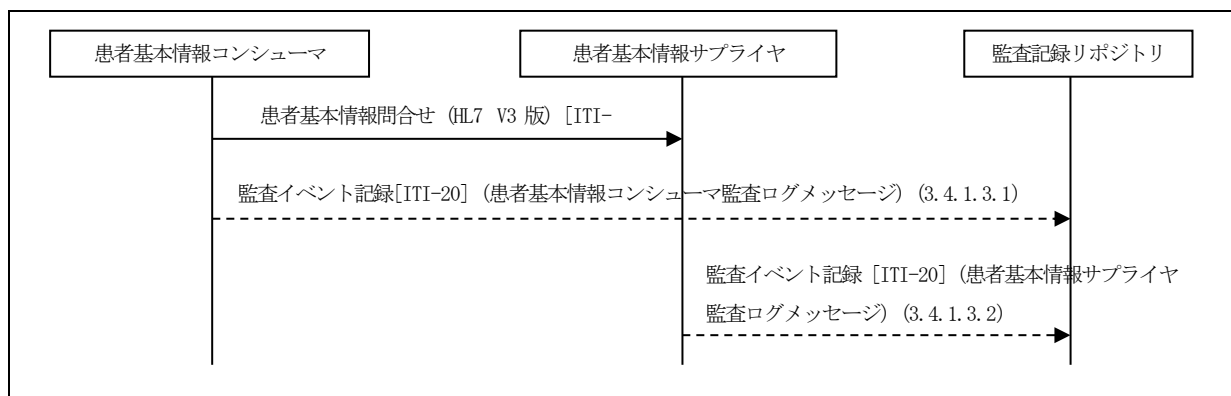 患者基本情報コンシューマ
患者基本情報サプライヤ
監査記録リポジトリ
患者基本情報問合せ (HL7 V3 版) [ITI-
監査イベント記録[ITI-20] (患者基本情報コンシューマ監査ログメッセージ) (3.4.1.3.1)
監査イベント記録 [ITI-20] (患者基本情報サプライヤ
監査ログメッセージ) (3.4.1.3.2)